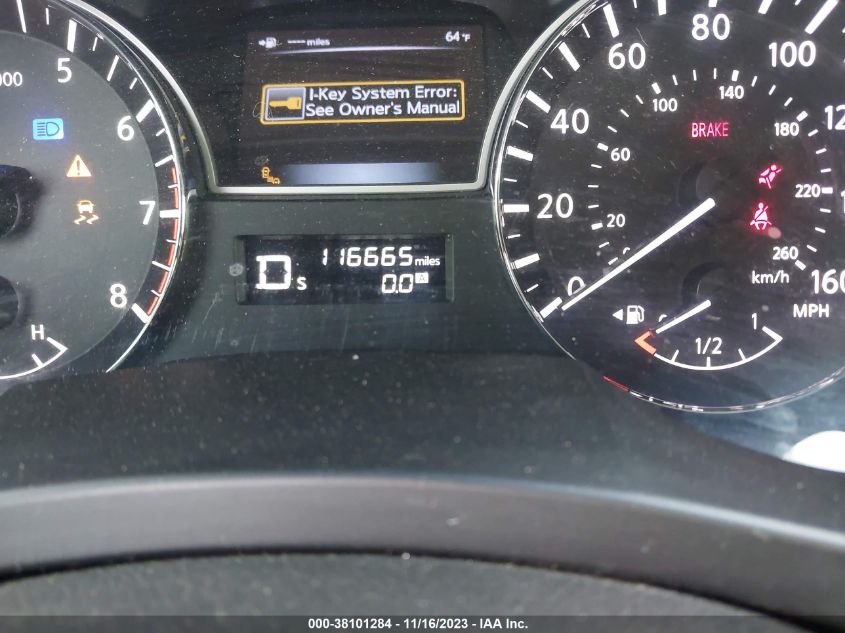 ---- miles 64 °F
I-Key System Error:
See Owner's Manual
000 5 6 7 8
H
D S
116665 miles
0.0 A
0 20 40 60 80 100 160
20 60 100 140 180 220 260
km/h
MPH
BRAKE
1/2 1
000-38101284 - 11/16/2023 - IAA Inc.